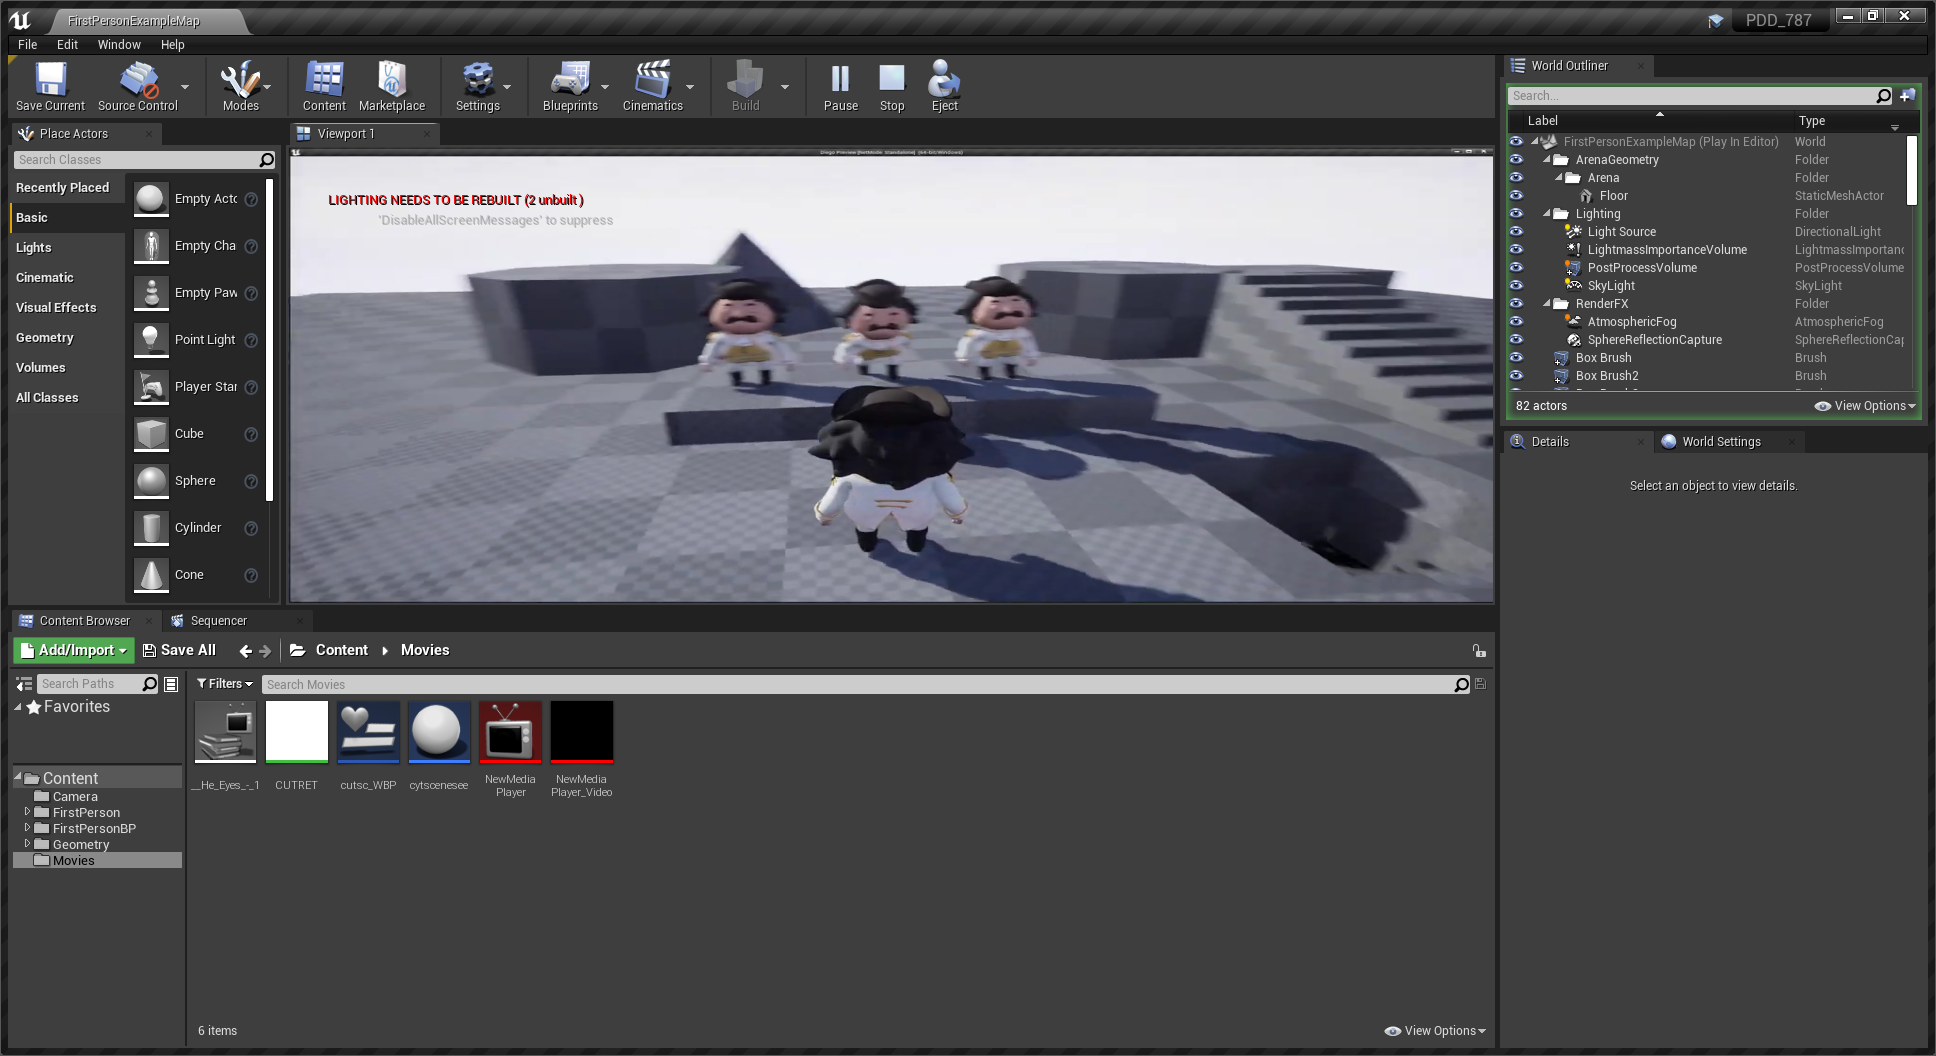 FirstPersonExampleMap
PDD_787
File Edit Window Help
Save Current
Source Control
Modes
Content
Marketplace
Settings
Blueprints
Cinematics
Build
Pause
Stop
Eject
Place Actors
Search Classes
Recently Placed
Basic
Lights
Cinematic
Visual Effects
Geometry
Volumes
All Classes
Empty Acto
Empty Cha
Empty Paw
Point Light
Player Star
Cube
Sphere
Cylinder
Cone
Viewport 1
LIGHTING NEEDS TO BE REBUILT (2 unbuilt )
'DisableAllScreenMessages' to suppress
World Outliner
Search...
Label Type
FirstPersonExampleMap (Play In Editor) World
ArenaGeometry Folder
Arena Folder
Floor StaticMeshActor
Lighting Folder
Light Source DirectionalLight
LightmassImportanceVolume LightmassImportanc
PostProcessVolume PostProcessVolume
SkyLight SkyLight
RenderFX Folder
AtmosphericFog AtmosphericFog
SphereReflectionCapture SphereReflectionCap
Box Brush Brush
Box Brush2 Brush
82 actors
View Options
Details
World Settings
Select an object to view details.
Content Browser
Sequencer
Add/Import
Save All
Content
Movies
Search Paths
Favorites
Content
Camera
FirstPerson
FirstPersonBP
Geometry
Movies
Filters
Search Movies
__He_Eyes_-_1
CUTRET
cutsc_WBP
cytscenesee
NewMedia
Player
NewMedia
Player_Video
6 items
View Options